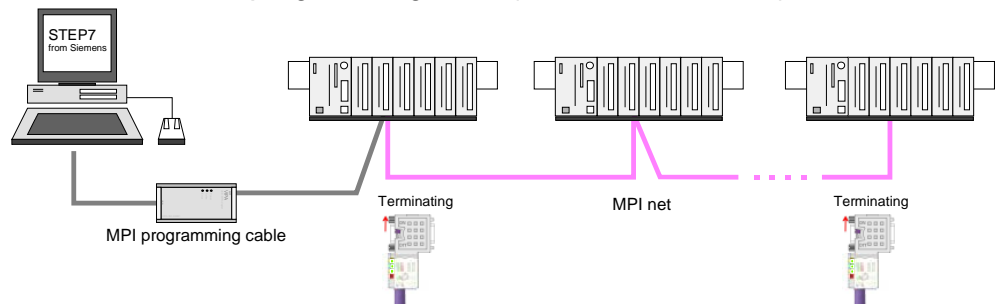 STEP7
from Siemens
Terminating
MPI net
Terminating
MPI programming cable